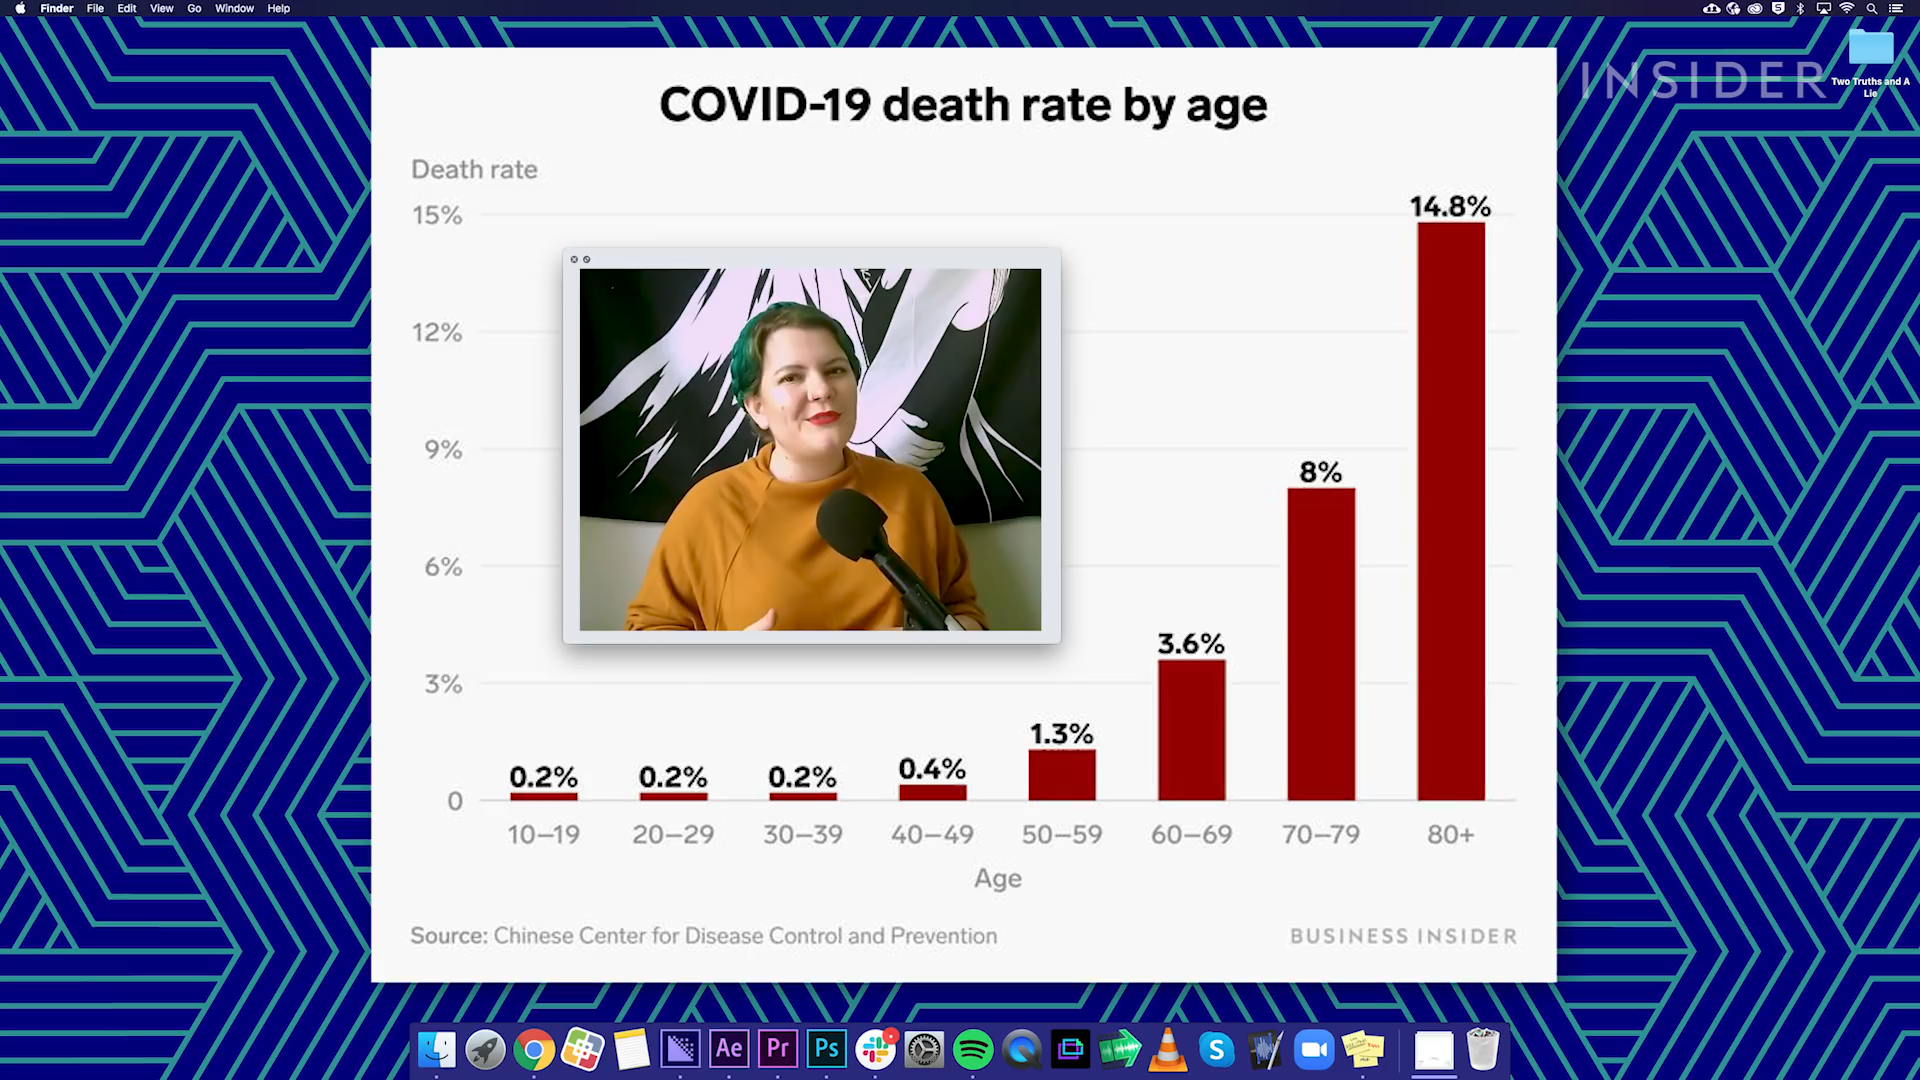 Finder File Edit View Go Window Help
INSIDER
Two Truths and A
Lie
COVID-19 death rate by age
Death rate
15%
12%
9%
6%
3%
0
14.8%
8%
3.6%
1.3%
0.4%
0.2%
0.2%
0.2%
10–19 20–29 30–39 40–49 50–59 60–69 70–79 80+
Age
Source: Chinese Center for Disease Control and Prevention
BUSINESS INSIDER
Ae Pr Ps S